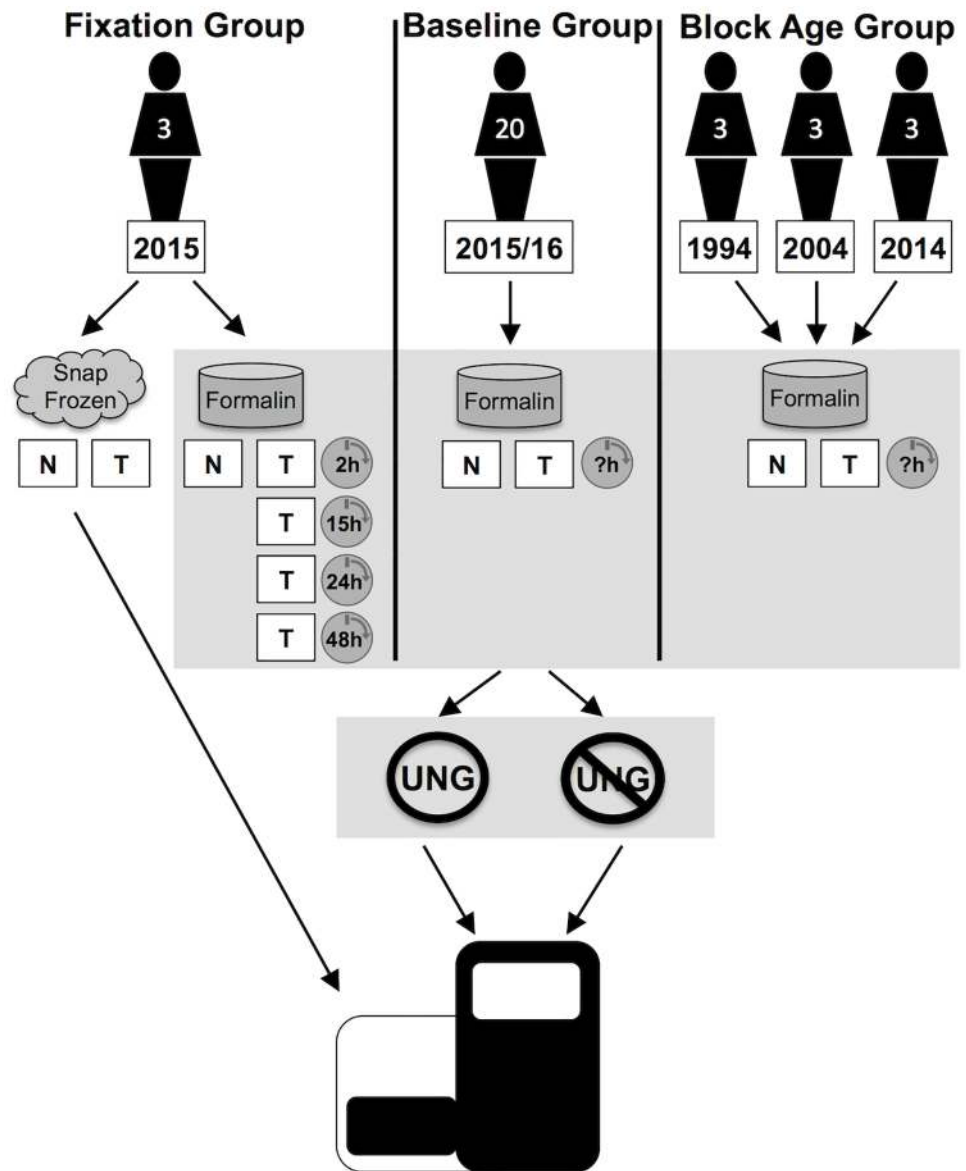 Fixation Group
Baseline Group
Block Age Group
3
20
3
3
3
2015
2015/16
1994
2004
2014
Snap
Frozen
Formalin
Formalin
Formalin
N
T
N
T
2h
N
T
?h
N
T
?h
T
15h
T
24h
T
48h
UNG
UNG